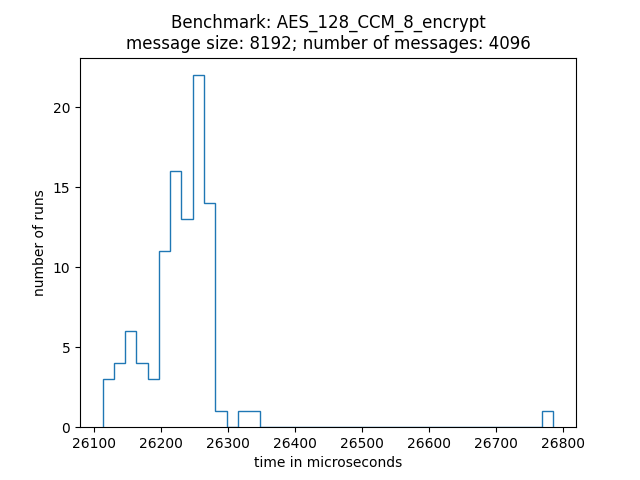 Benchmark: AES_128_CCM_8_encrypt
message size: 8192; number of messages: 4096
20
15
10
5
0
number of runs
26100 26200 26300 26400 26500 26600 26700 26800
time in microseconds